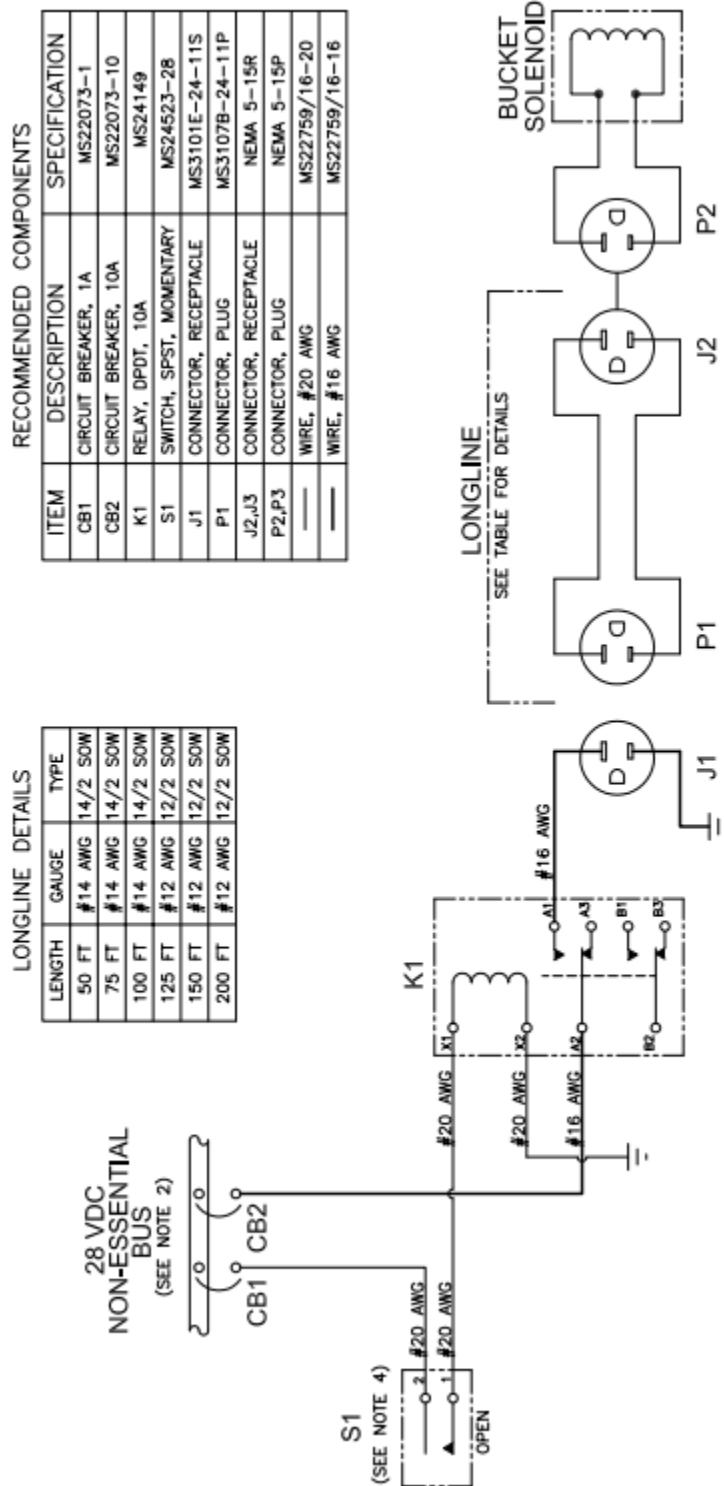 LONGLINE DETAILS
LENGTH GAUGE TYPE
50 FT #14 AWG 14/2 SOW
75 FT #14 AWG 14/2 SOW
100 FT #14 AWG 14/2 SOW
125 FT #12 AWG 12/2 SOW
150 FT #12 AWG 12/2 SOW
200 FT #12 AWG 12/2 SOW
RECOMMENDED COMPONENTS
ITEM DESCRIPTION SPECIFICATION
CB1 CIRCUIT BREAKER, 1A MS22073-1
CB2 CIRCUIT BREAKER, 10A MS22073-10
K1 RELAY, DPDT, 10A MS24149
S1 SWITCH, SPST, MOMENTARY MS24523-28
J1 CONNECTOR, RECEPTACLE MS3101E-24-11S
P1 CONNECTOR, PLUG MS3107B-24-11P
J2,J3 CONNECTOR, RECEPTACLE NEMA 5-15R
P2,P3 CONNECTOR, PLUG NEMA 5-15P
WIRE, #20 AWG MS22759/16-20
WIRE, #16 AWG MS22759/16-16
28 VDC
NON-ESSENTIAL
BUS
(SEE NOTE 2)
CB1
CB2
S1
(SEE NOTE 4)
2
1
OPEN
#20 AWG
#20 AWG
#20 AWG
#20 AWG
#16 AWG
K1
X1
X2
A2
B2
A1
A3
B1
B3
#16 AWG
J1
LONGLINE
SEE TABLE FOR DETAILS
P1
J2
P2
BUCKET
SOLENOID